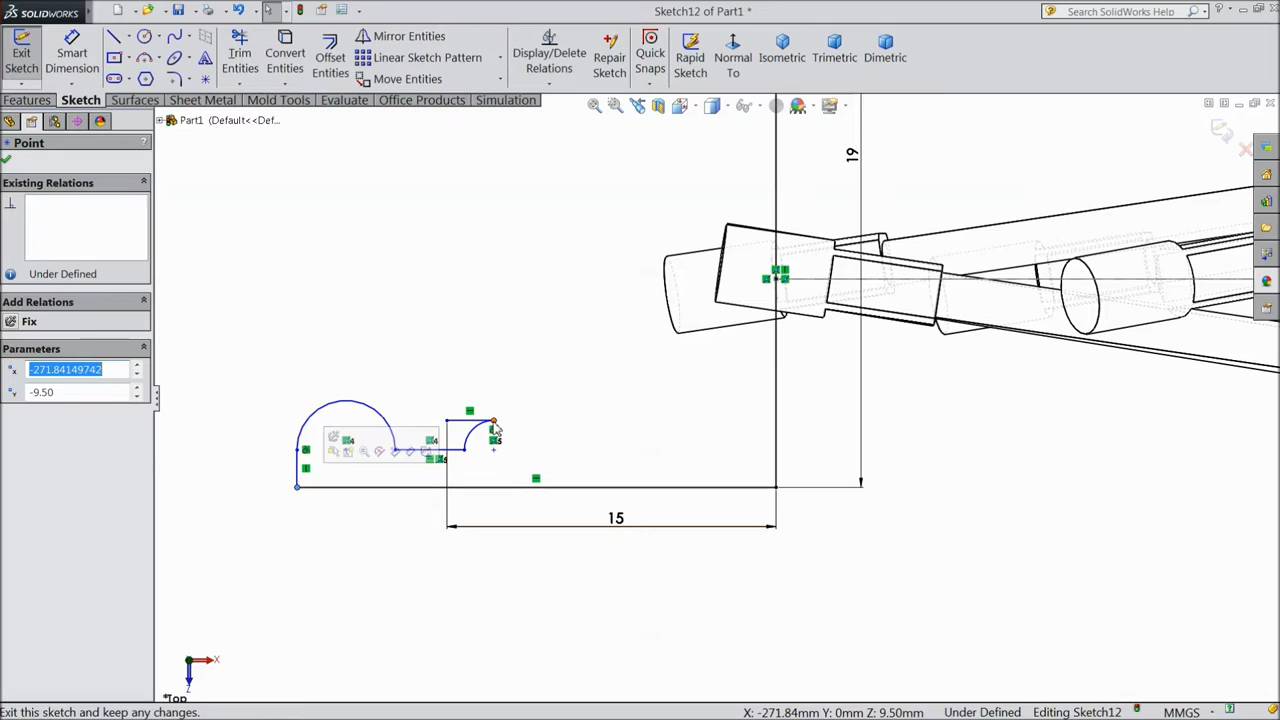 SOLIDWORKS
Sketch12 of Part1 *
Search SolidWorks Help
Exit Sketch
Smart Dimension
Trim Entities
Convert Entities
Offset Entities
Mirror Entities
Linear Sketch Pattern
Move Entities
Display/Delete Relations
Repair Sketch
Quick Snaps
Rapid Sketch
Normal To
Isometric
Trimetric
Dimetric
Features
Sketch
Surfaces
Sheet Metal
Mold Tools
Evaluate
Office Products
Simulation
Part1 (Default<<Def...
Point
?
Existing Relations
Under Defined
Add Relations
Fix
Parameters
-271.84149742
-9.50
19
15
X
Z
*Top
Exit this sketch and keep any changes.
X: -271.84mm Y: 0mm Z: 9.50mm
Under Defined
Editing Sketch12
MMGS